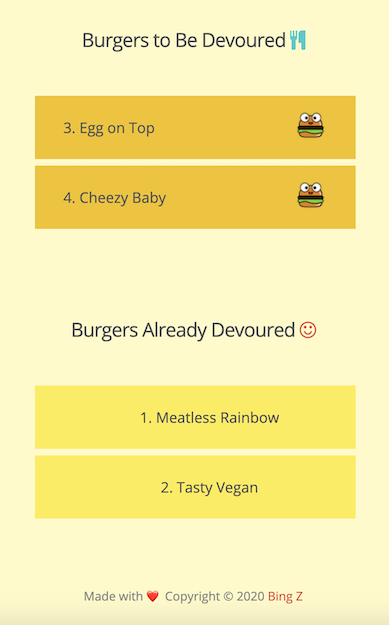 Burgers to Be Devoured
3. Egg on Top
4. Cheezy Baby
Burgers Already Devoured
1. Meatless Rainbow
2. Tasty Vegan
Made with ❤️ Copyright © 2020 Bing Z